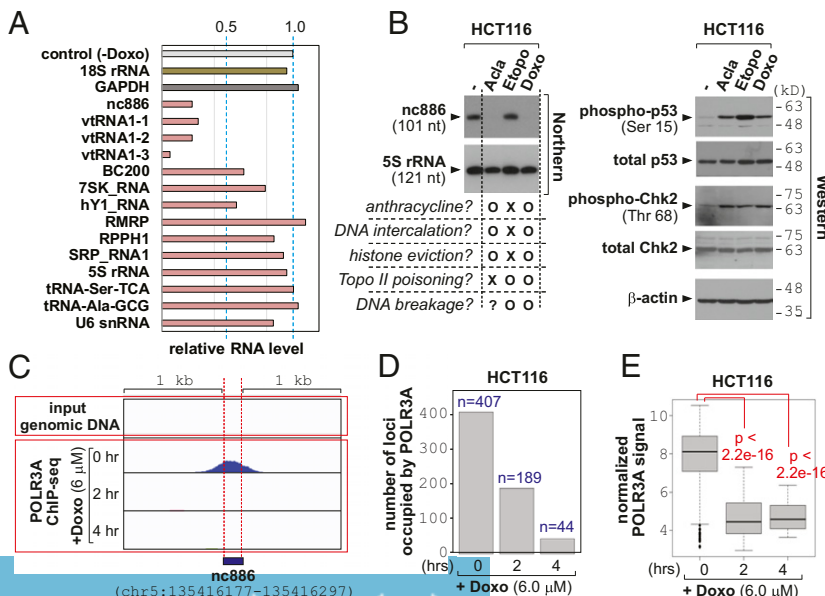 A
0.5 1.0
control (-Doxo)
18S rRNA
GAPDH
nc886
vtRNA1-1
vtRNA1-2
vtRNA1-3
BC200
7SK_RNA
hY1_RNA
RMRP
RPPH1
SRP_RNA1
5S rRNA
tRNA-Ser-TCA
tRNA-Ala-GCG
U6 snRNA
relative RNA level
B
HCT116
- Acla Etopo Doxo
nc886
(101 nt)
5S rRNA
(121 nt)
Northern
anthracycline? O X O
DNA intercalation? O X O
histone eviction? O X O
Topo II poisoning? X O O
DNA breakage? ? O O
HCT116
- Acla Etopo Doxo
(kD)
phospho-p53
(Ser 15)
-63
-48
total p53
-63
-48
phospho-Chk2
(Thr 68)
-75
-63
total Chk2
-75
-63
β-actin
-48
-35
Western
C
1 kb 1 kb
input
genomic DNA
POLR3A
ChIP-seq
+Doxo (6 μM)
0 hr
2 hr
4 hr
nc886
(chr5:135416177-135416297)
D
HCT116
number of loci
occupied by POLR3A
400
300
200
100
0
n=407
n=189
n=44
(hrs) 0 2 4
+ Doxo (6.0 μM)
E
HCT116
normalized
POLR3A signal
10
8
6
4
p <
2.2e-16
p <
2.2e-16
(hrs) 0 2 4
+ Doxo (6.0 μM)